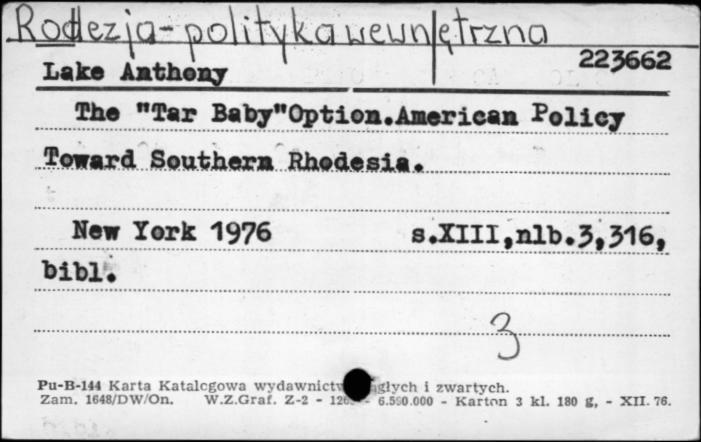 Rodezja - polityka wewnętrzna
223662
Lake Anthony
The "Tar Baby"Option.American Policy
Toward Southern Rhodesia.
New York 1976 s.XIII,nlb.3,316,
bibl.
3
Pu-B-144 Karta Katalogowa i zwartych.
Zam. 1648/DW/On. W.Z.Graf. Z-2 - 6.500.000 - Karton 3 kl. 180 g, - XII. 76.